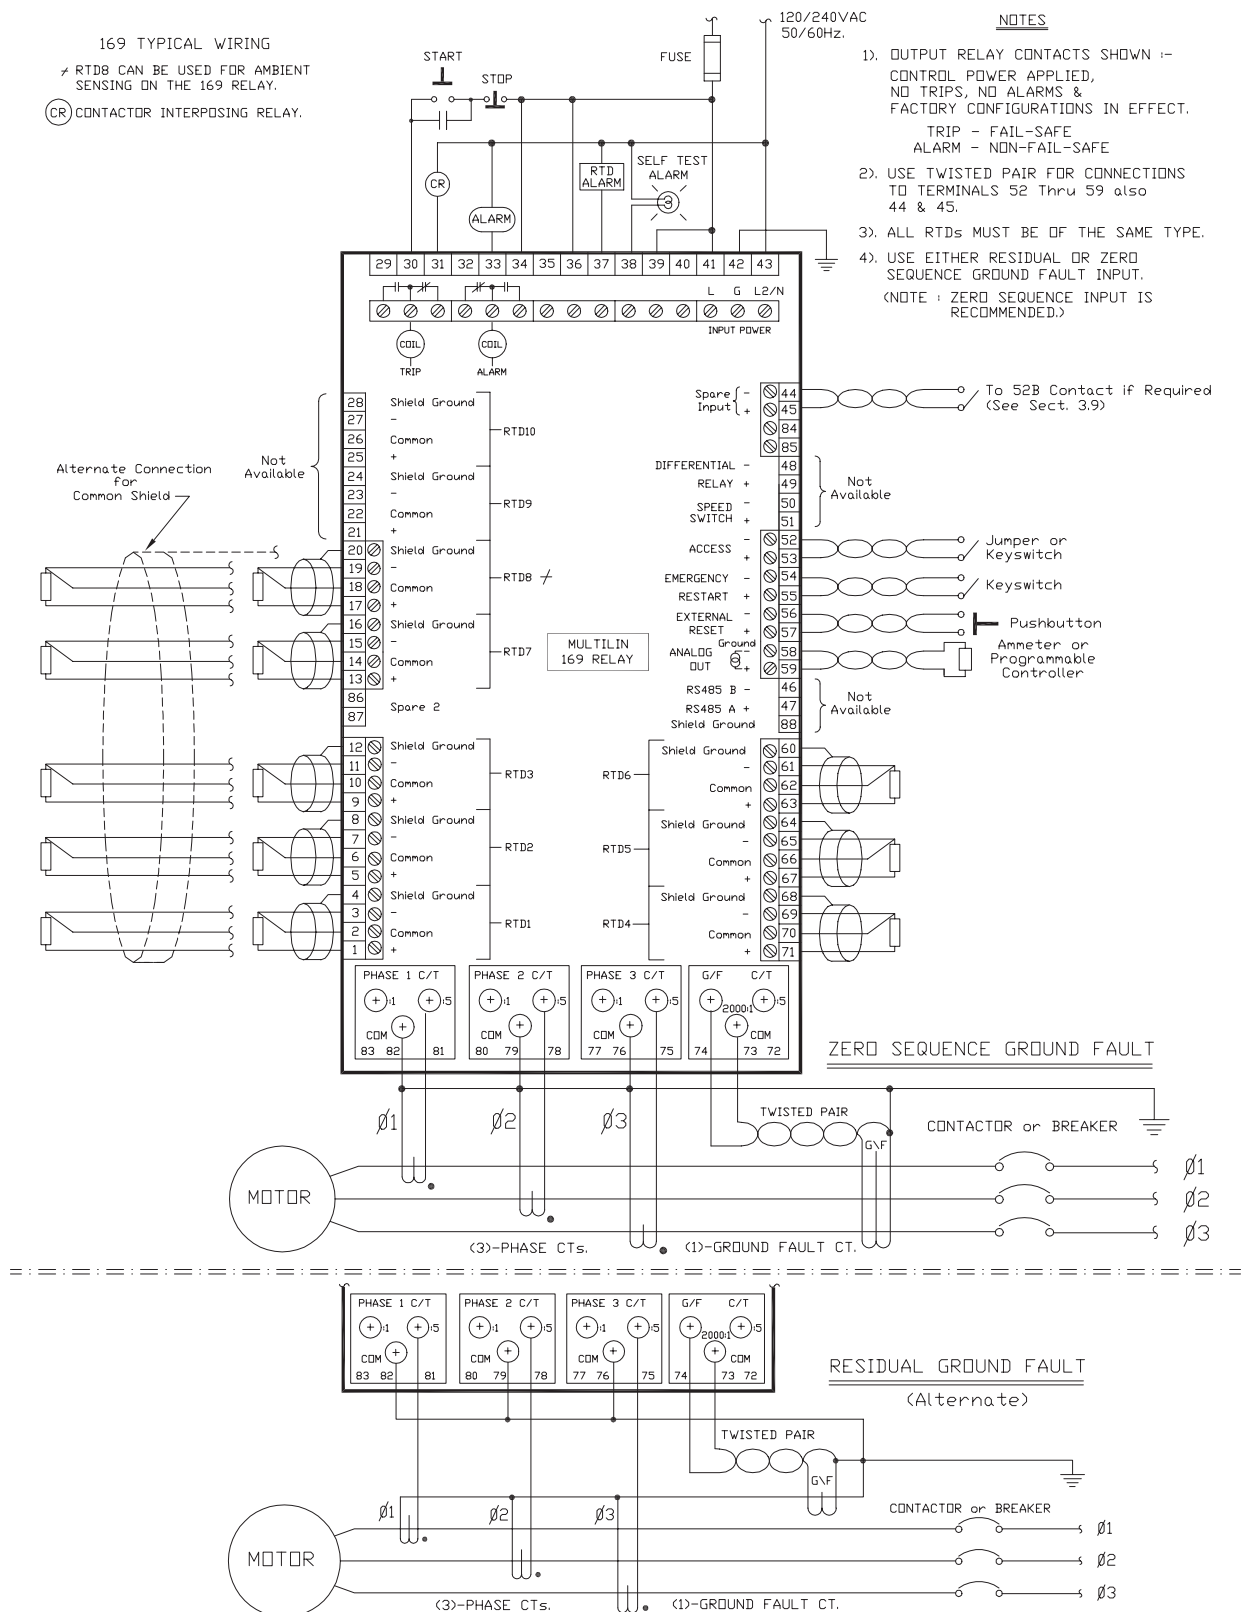 169 TYPICAL WIRING
≠ RTD8 CAN BE USED FOR AMBIENT
SENSING ON THE 169 RELAY.
CR CONTACTOR INTERPOSING RELAY.
START
STOP
FUSE
120/240VAC
50/60Hz.
CR
ALARM
RTD
ALARM
SELF TEST
ALARM
NOTES
1). OUTPUT RELAY CONTACTS SHOWN :-
CONTROL POWER APPLIED,
NO TRIPS, NO ALARMS &
FACTORY CONFIGURATIONS IN EFFECT.
TRIP - FAIL-SAFE
ALARM - NON-FAIL-SAFE
2). USE TWISTED PAIR FOR CONNECTIONS
TO TERMINALS 52 Thru 59 also
44 & 45.
3). ALL RTDs MUST BE OF THE SAME TYPE.
4). USE EITHER RESIDUAL OR ZERO
SEQUENCE GROUND FAULT INPUT.
(NOTE : ZERO SEQUENCE INPUT IS
RECOMMENDED.)
29 30 31 32 33 34 35 36 37 38 39 40 41 42 43
L G L2/N
INPUT POWER
COIL
TRIP
COIL
ALARM
Alternate Connection
for
Common Shield
Not
Available
28 Shield Ground
27 -
26 Common
25 +
RTD10
24 Shield Ground
23 -
22 Common
21 +
RTD9
20 Shield Ground
19 -
18 Common
17 +
RTD8 ≠
16 Shield Ground
15 -
14 Common
13 +
RTD7
86
87
Spare 2
12 Shield Ground
11 -
10 Common
9 +
RTD3
8 Shield Ground
7 -
6 Common
5 +
RTD2
4 Shield Ground
3 -
2 Common
1 +
RTD1
MULTILIN
169 RELAY
Spare - 44
Input + 45
84
85
To 52B Contact if Required
(See Sect. 3.9)
DIFFERENTIAL - 48
RELAY + 49
SPEED - 50
SWITCH + 51
Not
Available
ACCESS - 52
+ 53
Jumper or
Keyswitch
EMERGENCY - 54
RESTART + 55
Keyswitch
EXTERNAL - 56
RESET + 57
Pushbutton
Ground
ANALOG - 58
OUT + 59
Ammeter or
Programmable
Controller
RS485 B - 46
RS485 A + 47
Shield Ground 88
Not
Available
RTD6
Shield Ground 60
- 61
Common 62
+ 63
RTD5
Shield Ground 64
- 65
Common 66
+ 67
RTD4
Shield Ground 68
- 69
Common 70
+ 71
PHASE 1 C/T
:1 :5
COM
83 82 81
PHASE 2 C/T
:1 :5
COM
80 79 78
PHASE 3 C/T
:1 :5
COM
77 76 75
G/F C/T
2000:1 :5
COM
74 73 72
ZERO SEQUENCE GROUND FAULT
Ø1
Ø2
Ø3
TWISTED PAIR
G\F
CONTACTOR or BREAKER
MOTOR
Ø1
Ø2
Ø3
(3)-PHASE CTs.
(1)-GROUND FAULT CT.
PHASE 1 C/T
:1 :5
COM
83 82 81
PHASE 2 C/T
:1 :5
COM
80 79 78
PHASE 3 C/T
:1 :5
COM
77 76 75
G/F C/T
2000:1 :5
COM
74 73 72
RESIDUAL GROUND FAULT
(Alternate)
TWISTED PAIR
G\F
Ø1
Ø2
Ø3
CONTACTOR or BREAKER
MOTOR
Ø1
Ø2
Ø3
(3)-PHASE CTs.
(1)-GROUND FAULT CT.